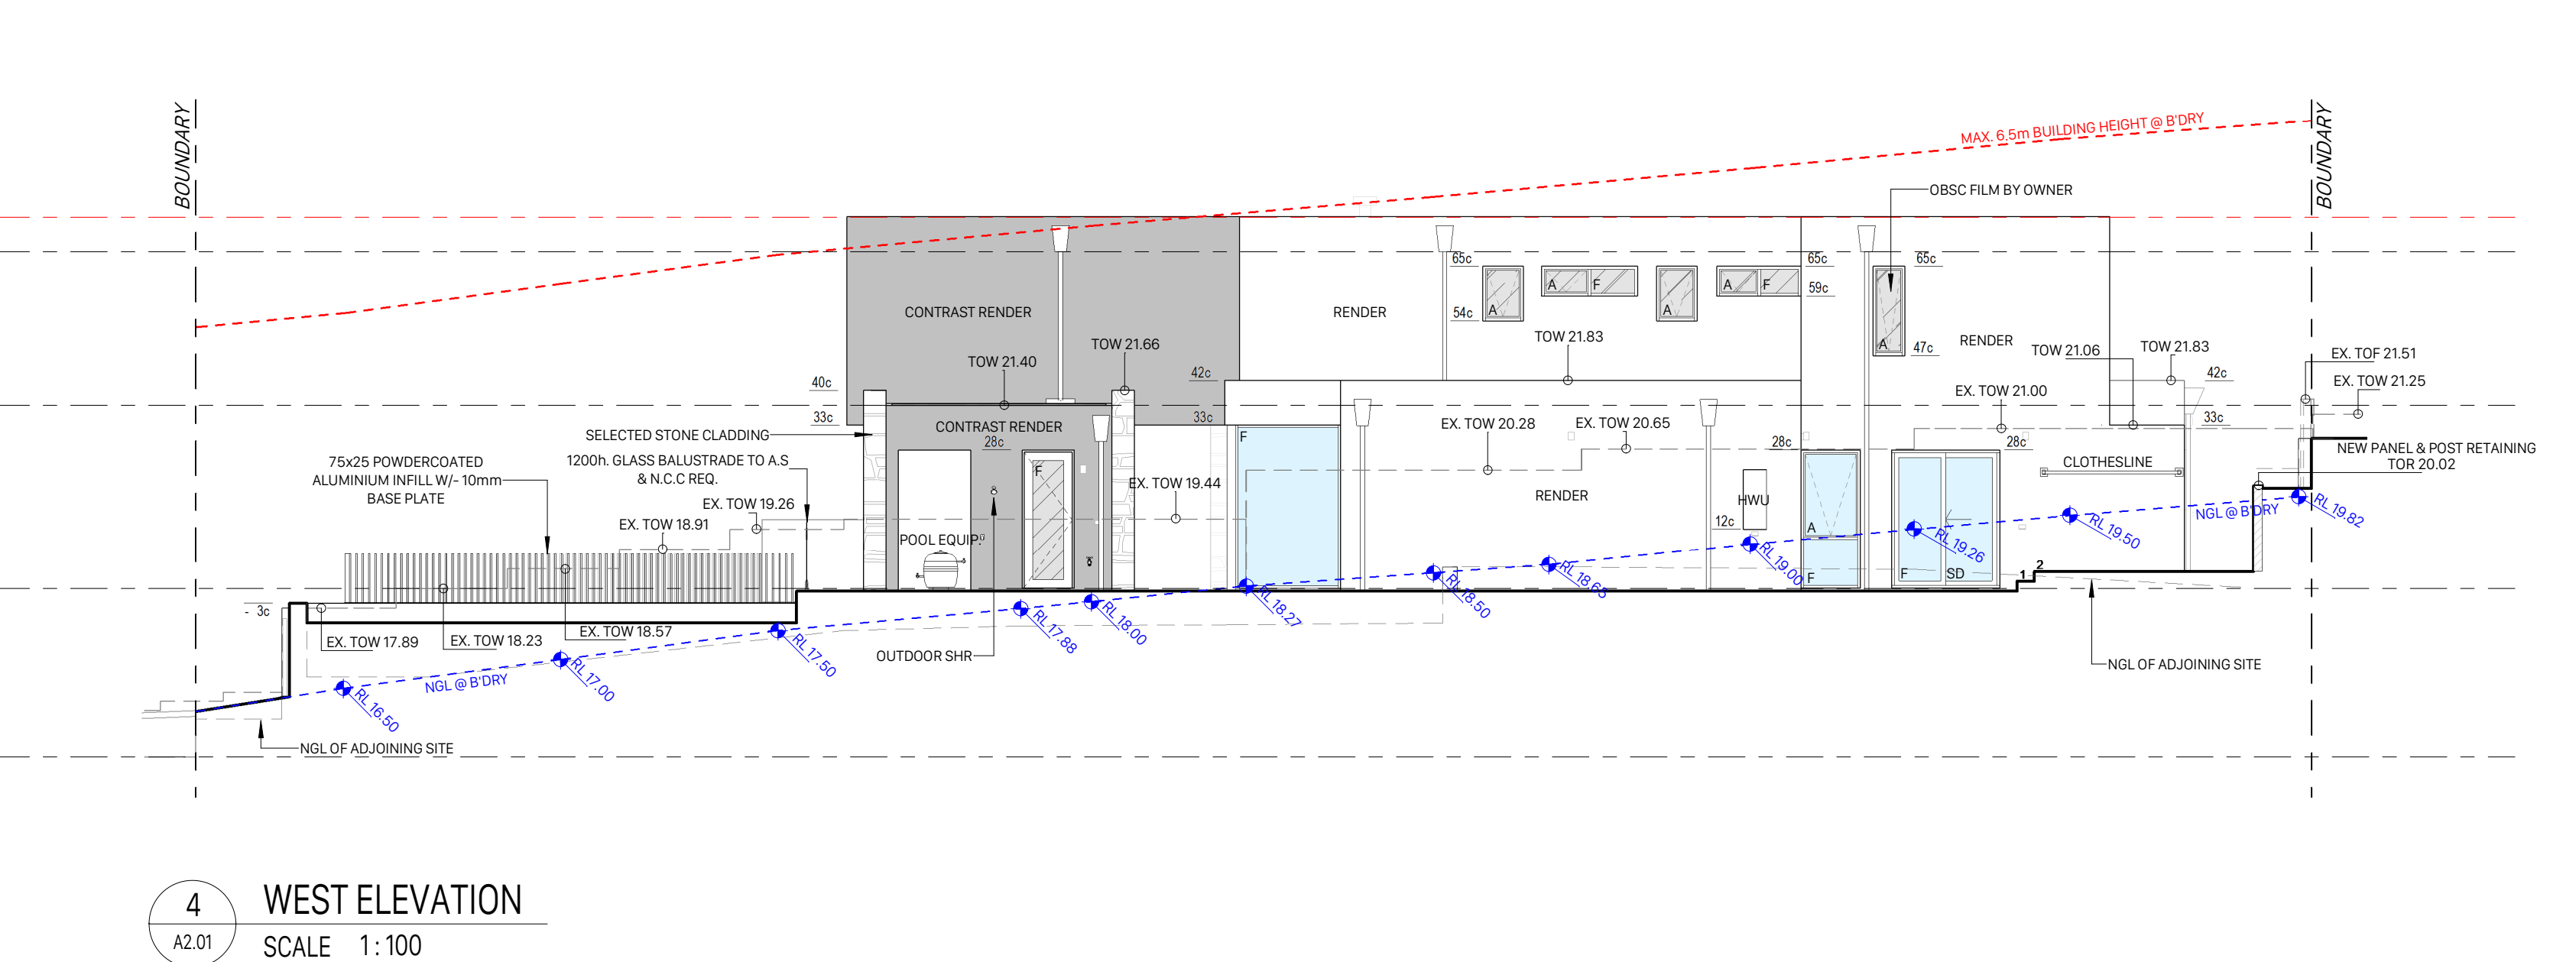 BOUNDARY
BOUNDARY
MAX. 6.5m BUILDING HEIGHT @ B'DRY
OBSC FILM BY OWNER
65c
65c
65c
A
F
A
F
A
A
59c
CONTRAST RENDER
RENDER
54c
TOW 21.83
A
47c
RENDER
TOW 21.06
TOW 21.83
EX. TOF 21.51
TOW 21.66
TOW 21.40
40c
42c
42c
EX. TOW 21.25
EX. TOW 21.00
33c
33c
33c
CONTRAST RENDER
28c
SELECTED STONE CLADDING
F
EX. TOW 20.28
EX. TOW 20.65
28c
28c
NEW PANEL & POST RETAINING
TOR 20.02
1200h. GLASS BALUSTRADE TO A.S
& N.C.C REQ.
75x25 POWDERCOATED
ALUMINIUM INFILL W/- 10mm
BASE PLATE
F
CLOTHESLINE
EX. TOW 19.44
RENDER
HWU
EX. TOW 19.26
EX. TOW 18.91
12c
A
NGL @ B'DRY
RL 19.82
POOL EQUIP.
RL 19.50
RL 19.26
RL 19.00
RL 18.65
RL 18.50
RL 18.27
F
F
SD
1
2
- 3c
EX. TOW 17.89
EX. TOW 18.23
EX. TOW 18.57
RL 18.00
RL 17.88
RL 17.50
OUTDOOR SHR
NGL OF ADJOINING SITE
RL 17.00
NGL @ B'DRY
RL 16.50
NGL OF ADJOINING SITE
4
A2.01
WEST ELEVATION
SCALE 1 : 100